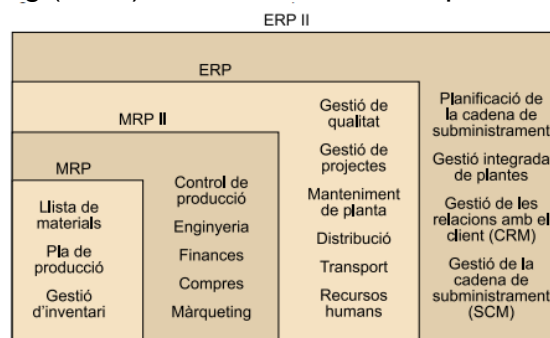 ERP II
ERP
MRP II
MRP
Llista de
materials
Pla de
producció
Gestió
d'inventari
Control de
producció
Enginyeria
Finances
Compres
Màrqueting
Gestió de
qualitat
Gestió de
projectes
Manteniment
de planta
Distribució
Transport
Recursos
humans
Planificació de
la cadena de
subministrament
Gestió integrada
de plantes
Gestió de les
relacions amb el
client (CRM)
Gestió de la
cadena de
subministrament
(SCM)